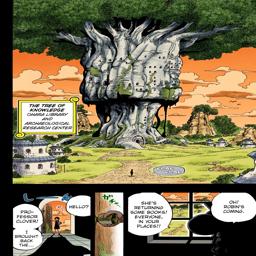 THE TREE OF
KNOWLEDGE
OHARA LIBRARY
AND
ARCHAEOLOGICAL
RESEARCH CENTER
PRO-
FESSOR
CLOVER!
I
BROUGHT
BACK
THE...
HELLO?
SHE'S
RETURNING
SOME BOOKS!
EVERYONE,
IN YOUR
PLACES!!
OH!
ROBIN'S
COMING.